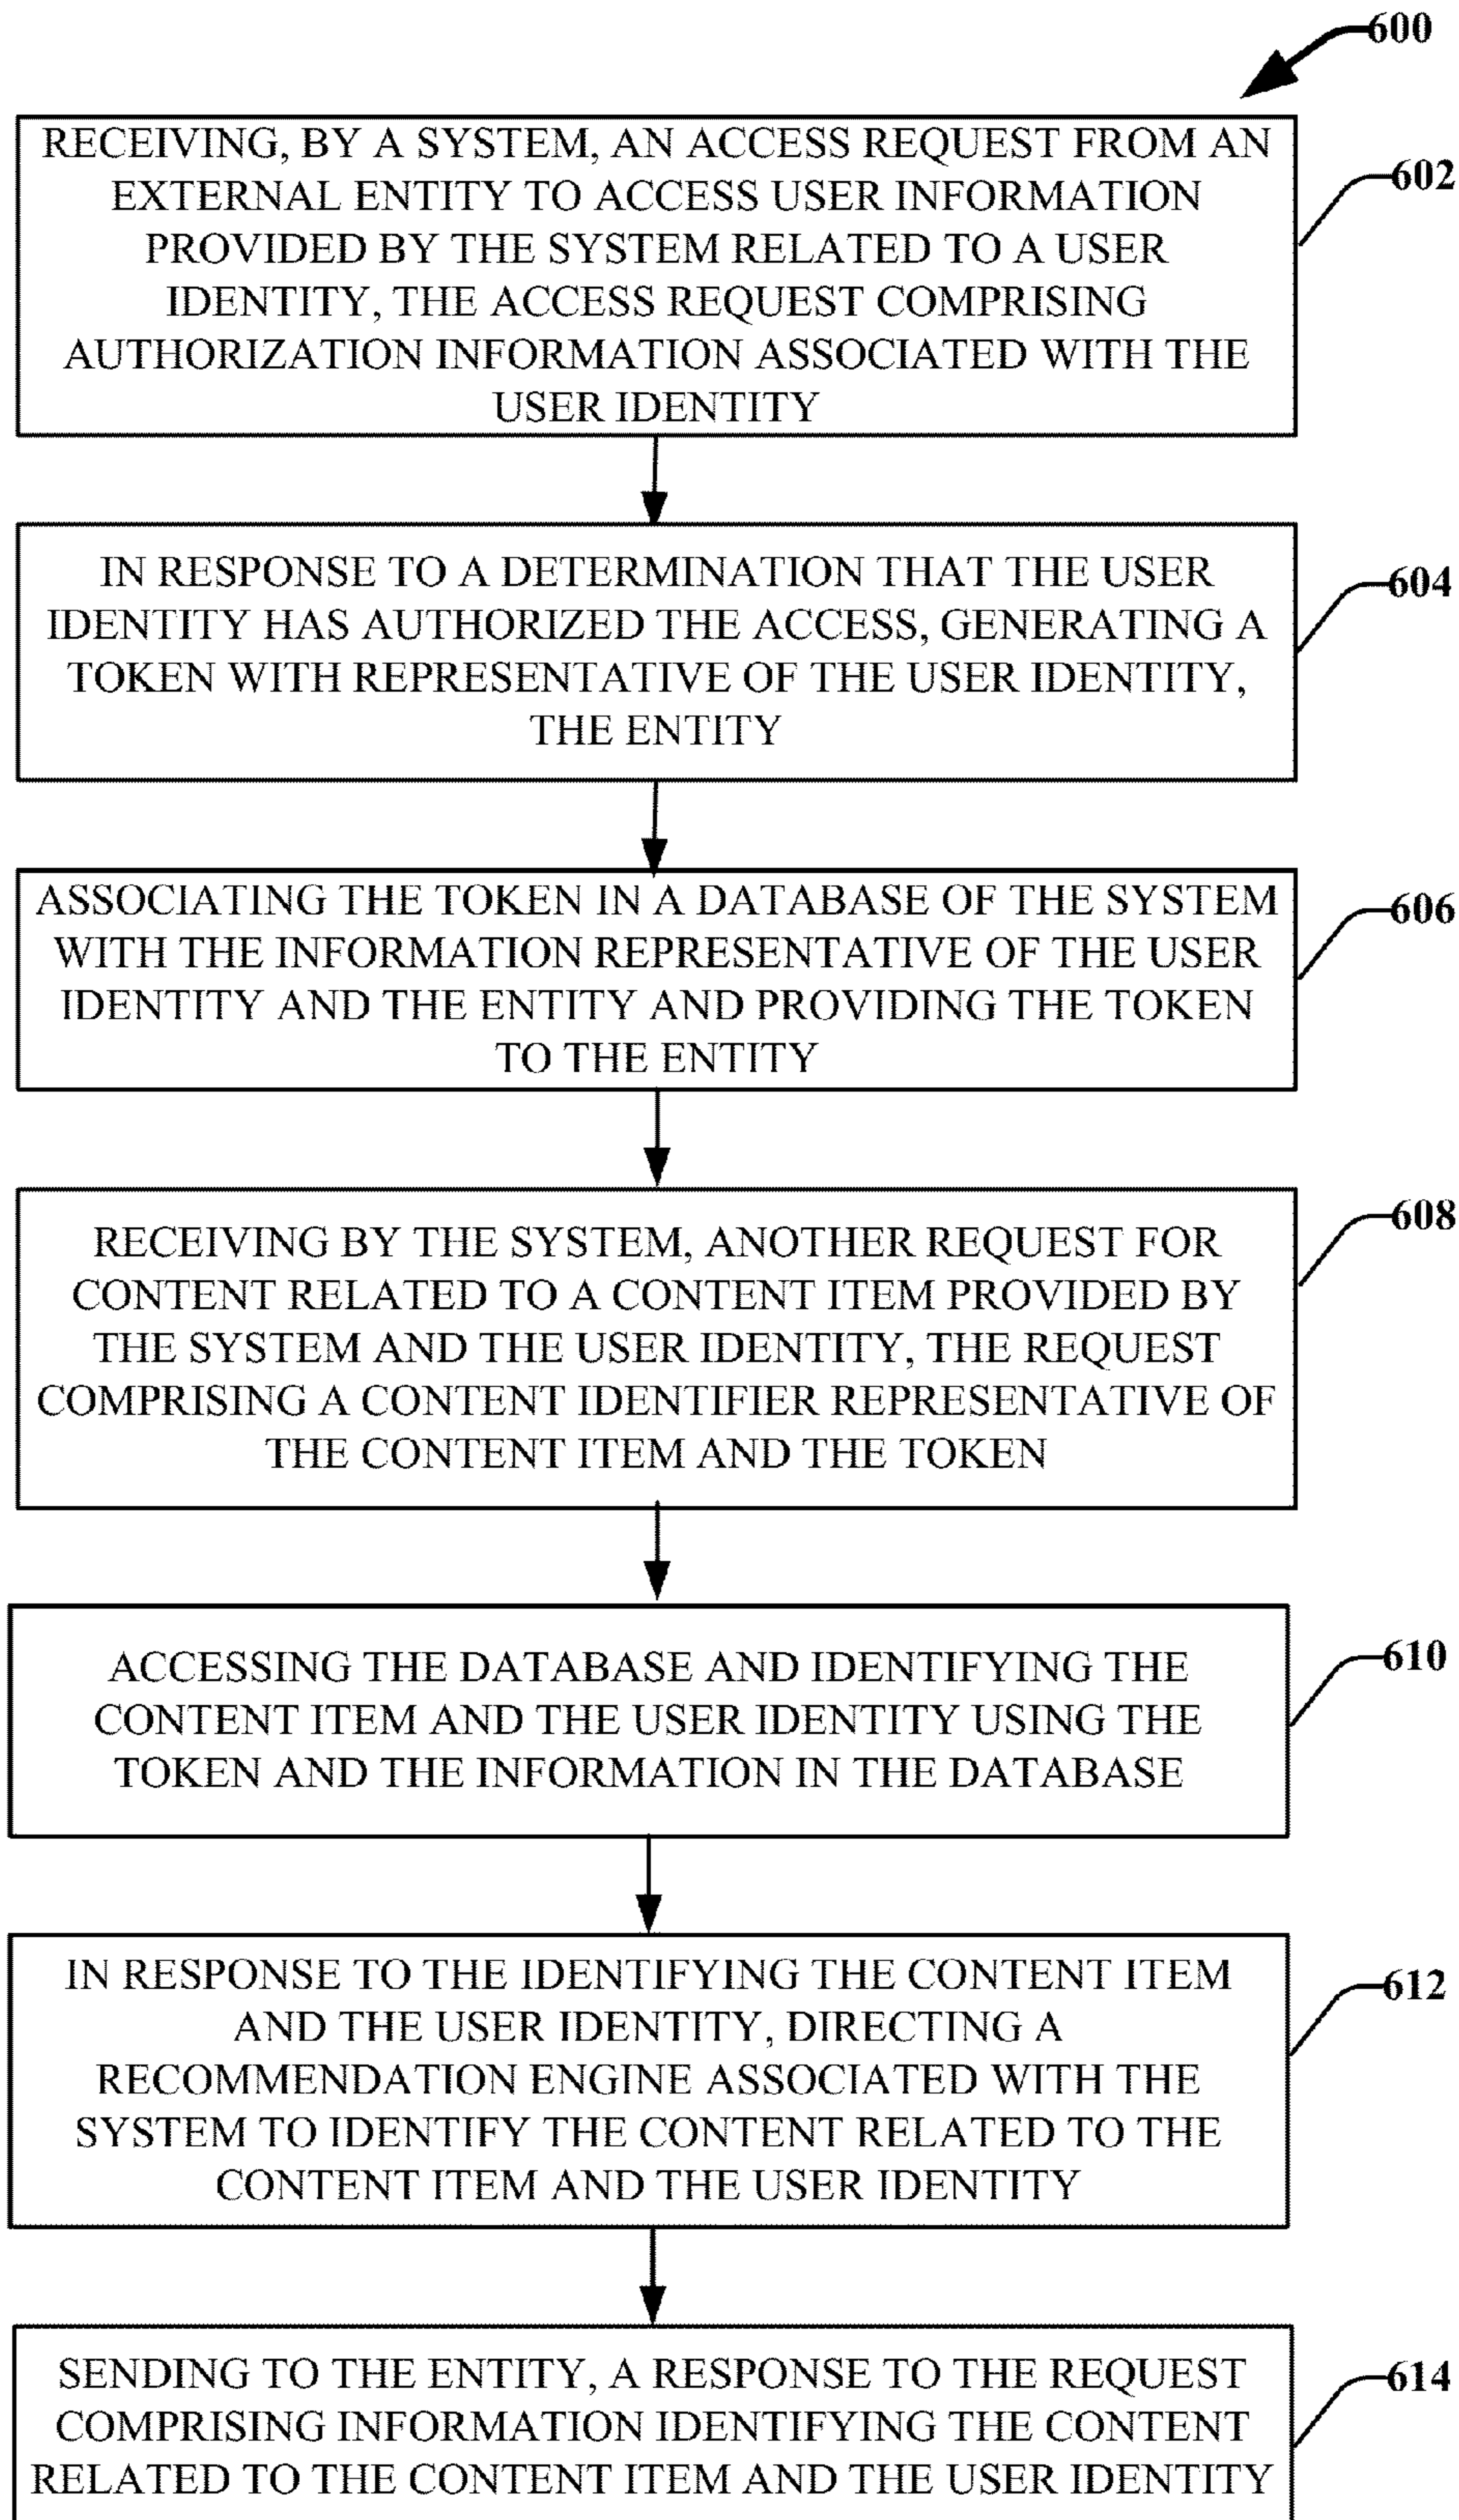 600
RECEIVING, BY A SYSTEM, AN ACCESS REQUEST FROM AN
EXTERNAL ENTITY TO ACCESS USER INFORMATION
PROVIDED BY THE SYSTEM RELATED TO A USER
IDENTITY, THE ACCESS REQUEST COMPRISING
AUTHORIZATION INFORMATION ASSOCIATED WITH THE
USER IDENTITY
602
IN RESPONSE TO A DETERMINATION THAT THE USER
IDENTITY HAS AUTHORIZED THE ACCESS, GENERATING A
TOKEN WITH REPRESENTATIVE OF THE USER IDENTITY,
THE ENTITY
604
ASSOCIATING THE TOKEN IN A DATABASE OF THE SYSTEM
WITH THE INFORMATION REPRESENTATIVE OF THE USER
IDENTITY AND THE ENTITY AND PROVIDING THE TOKEN
TO THE ENTITY
606
RECEIVING BY THE SYSTEM, ANOTHER REQUEST FOR
CONTENT RELATED TO A CONTENT ITEM PROVIDED BY
THE SYSTEM AND THE USER IDENTITY, THE REQUEST
COMPRISING A CONTENT IDENTIFIER REPRESENTATIVE OF
THE CONTENT ITEM AND THE TOKEN
608
ACCESSING THE DATABASE AND IDENTIFYING THE
CONTENT ITEM AND THE USER IDENTITY USING THE
TOKEN AND THE INFORMATION IN THE DATABASE
610
IN RESPONSE TO THE IDENTIFYING THE CONTENT ITEM
AND THE USER IDENTITY, DIRECTING A
RECOMMENDATION ENGINE ASSOCIATED WITH THE
SYSTEM TO IDENTIFY THE CONTENT RELATED TO THE
CONTENT ITEM AND THE USER IDENTITY
612
SENDING TO THE ENTITY, A RESPONSE TO THE REQUEST
COMPRISING INFORMATION IDENTIFYING THE CONTENT
RELATED TO THE CONTENT ITEM AND THE USER IDENTITY
614